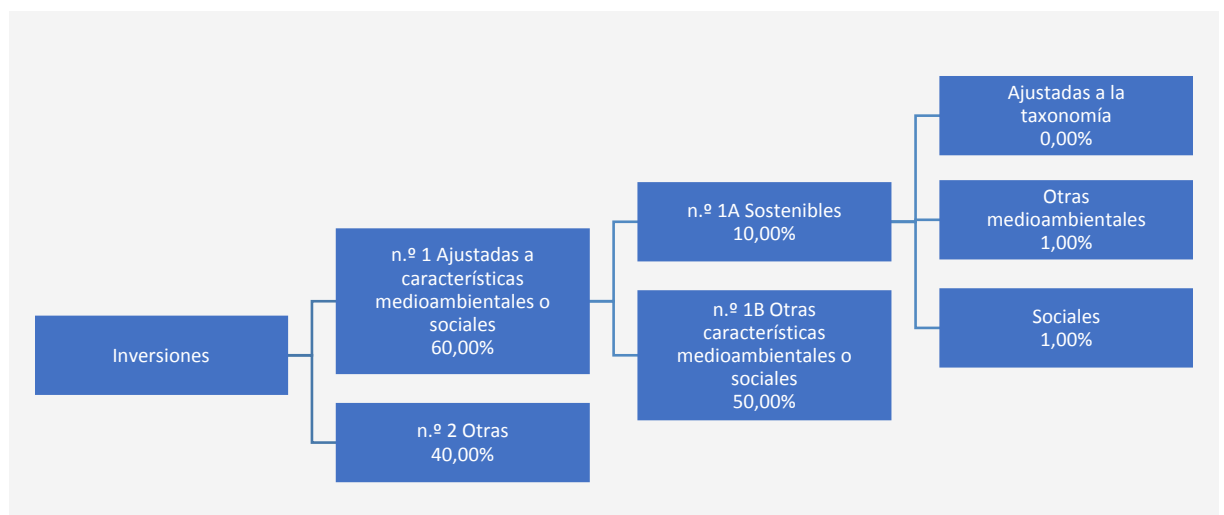 Inversiones
n.º 1 Ajustadas a
características
medioambientales o
sociales
60,00%
n.º 2 Otras
40,00%
n.º 1A Sostenibles
10,00%
n.º 1B Otras
características
medioambientales o
sociales
50,00%
Ajustadas a la
taxonomía
0,00%
Otras
medioambientales
1,00%
Sociales
1,00%